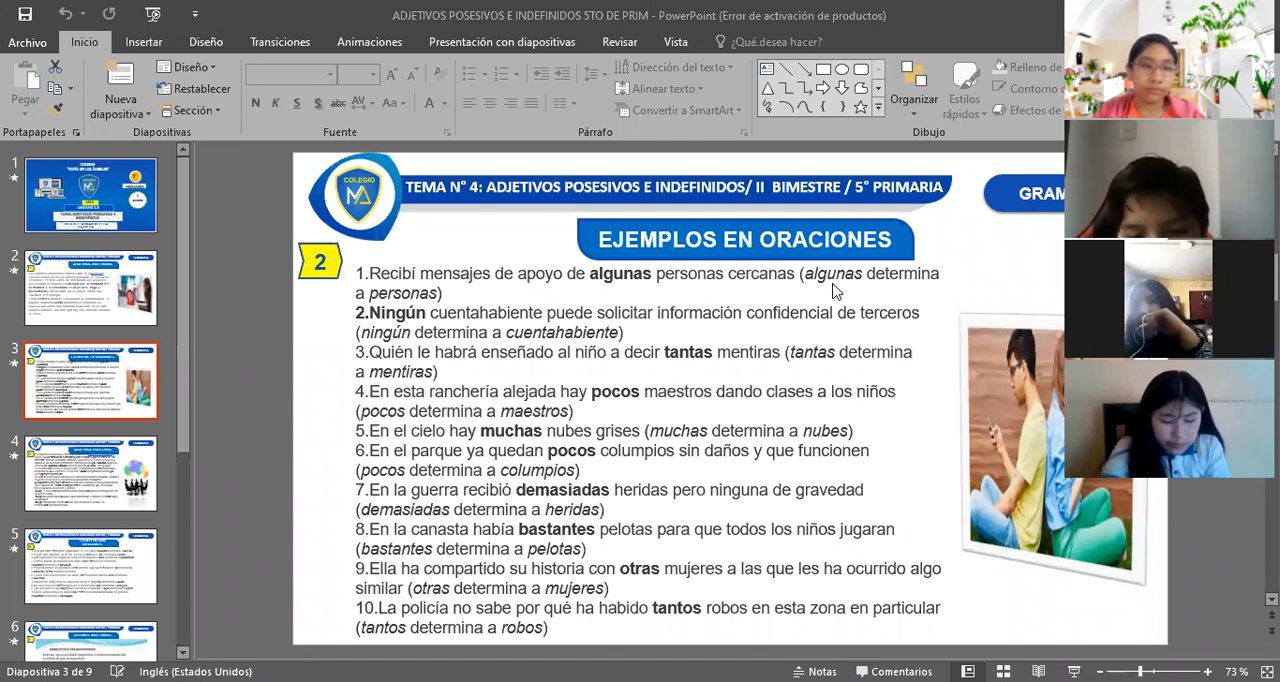 ADJETIVOS POSESIVOS E INDEFINIDOS 5TO DE PRIM - PowerPoint (Error de activación de productos)
Archivo Inicio Insertar Diseño Transiciones Animaciones Presentación con diapositivas Revisar Vista ¿Qué desea hacer?
Pegar
Nueva diapositiva
Diseño
Restablecer
Sección
N K S S abc AV Aa A
Dirección del texto
Alinear texto
Convertir a SmartArt
Organizar
Estilos rápidos
Relleno de
Contorno
Efectos de
Portapapeles Diapositivas Fuente Párrafo Dibujo
1
2
3
4
5
6
COLEGIO
MA
TEMA N° 4: ADJETIVOS POSESIVOS E INDEFINIDOS/ II BIMESTRE / 5° PRIMARIA
GRAM
EJEMPLOS EN ORACIONES
2
1.Recibí mensajes de apoyo de algunas personas cercanas (algunas determina
a personas)
2.Ningún cuentahabiente puede solicitar información confidencial de terceros
(ningún determina a cuentahabiente)
3.Quién le habrá enseñado al niño a decir tantas mentiras (tantas determina
a mentiras)
4.En esta ranchería alejada hay pocos maestros dando clases a los niños
(pocos determina a maestros)
5.En el cielo hay muchas nubes grises (muchas determina a nubes)
6.En el parque ya quedan pocos columpios sin daños y que funcionen
(pocos determina a columpios)
7.En la guerra recibió demasiadas heridas pero ninguna de gravedad
(demasiadas determina a heridas)
8.En la canasta había bastantes pelotas para que todos los niños jugaran
(bastantes determina a pelotas)
9.Ella ha compartido su historia con otras mujeres a las que les ha ocurrido algo
similar (otras determina a mujeres)
10.La policía no sabe por qué ha habido tantos robos en esta zona en particular
(tantos determina a robos)
Diapositiva 3 de 9 Inglés (Estados Unidos) Notas Comentarios 73 %